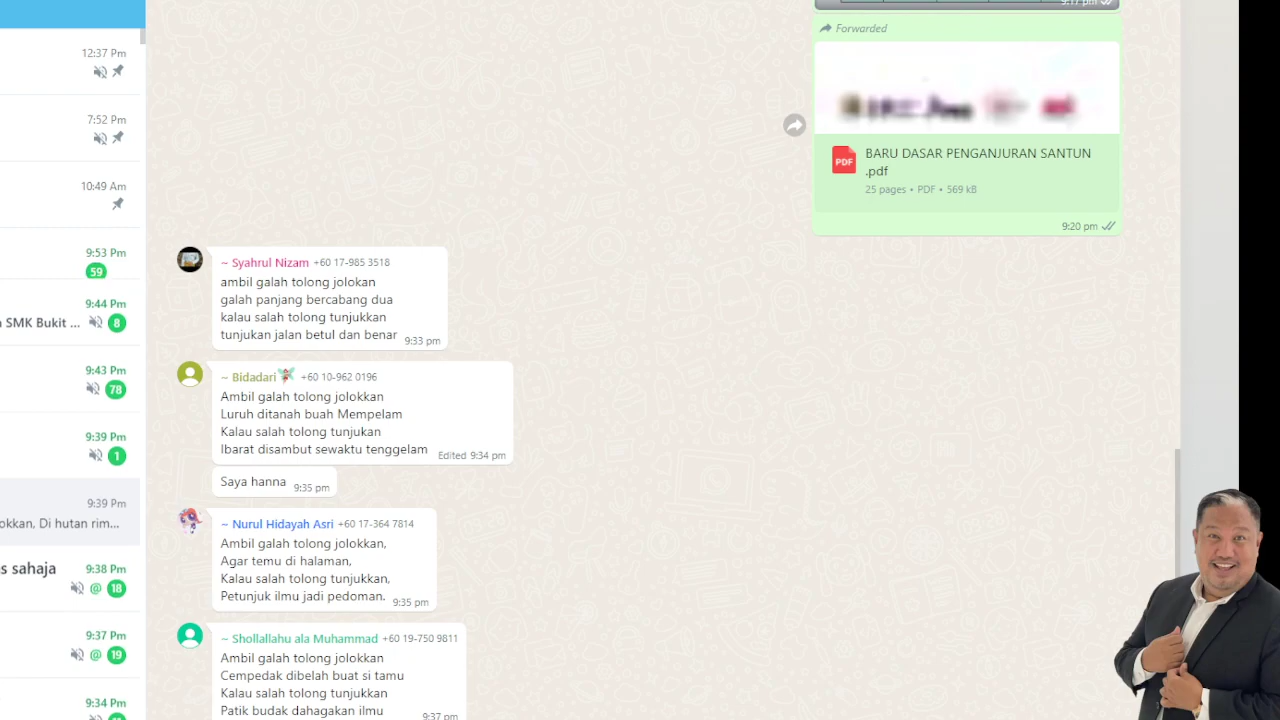 9:17 pm
Forwarded
BARU DASAR PENGANJURAN SANTUN
.pdf
PDF
25 pages • PDF • 569 kB
9:20 pm
12:37 Pm
7:52 Pm
10:49 Am
9:53 Pm
59
9:44 Pm
SMK Bukit ...
8
9:43 Pm
78
9:39 Pm
1
9:39 Pm
okkan, Di hutan rim...
s sahaja
9:38 Pm
@ 18
9:37 Pm
@ 19
9:34 Pm
~ Syahrul Nizam +60 17-985 3518
ambil galah tolong jolokan
galah panjang bercabang dua
kalau salah tolong tunjukkan
tunjukan jalan betul dan benar
9:33 pm
~ Bidadari🧚 +60 10-962 0196
Ambil galah tolong jolokkan
Luruh ditanah buah Mempelam
Kalau salah tolong tunjukan
Ibarat disambut sewaktu tenggelam
Edited 9:34 pm
Saya hanna
9:35 pm
~ Nurul Hidayah Asri +60 17-364 7814
Ambil galah tolong jolokkan,
Agar temu di halaman,
Kalau salah tolong tunjukkan,
Petunjuk ilmu jadi pedoman.
9:35 pm
~ Shollallahu ala Muhammad +60 19-750 9811
Ambil galah tolong jolokkan
Cempedak dibelah buat si tamu
Kalau salah tolong tunjukkan
Patik budak dahagakan ilmu
9:37 pm